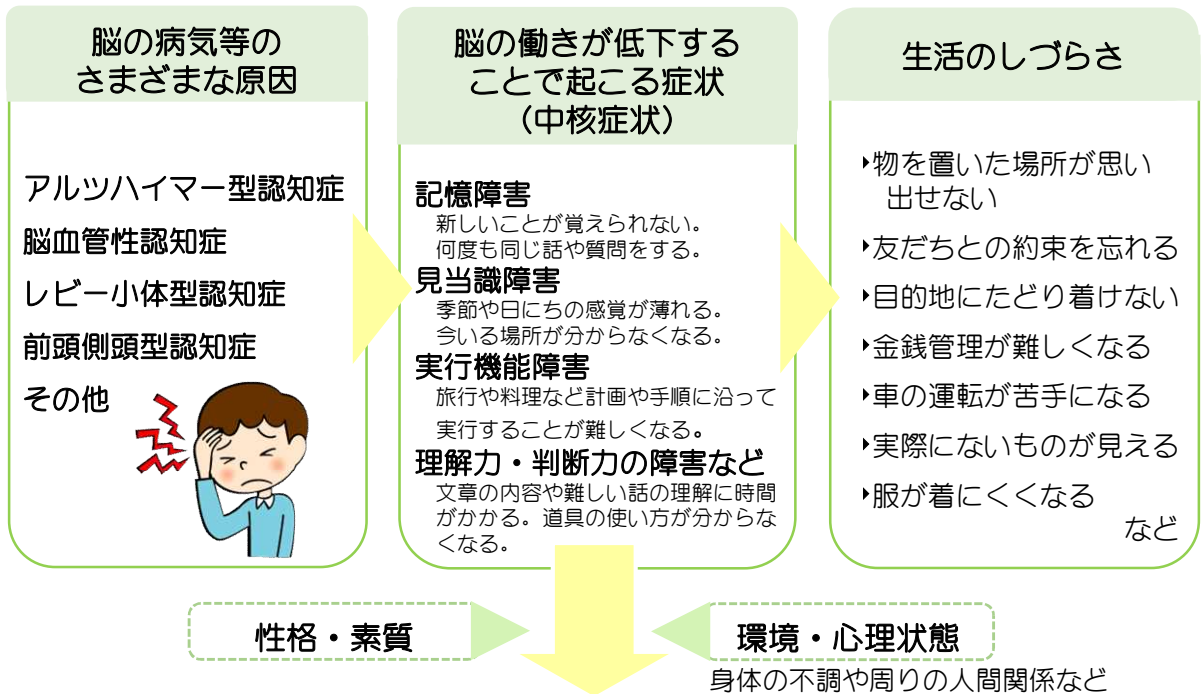 脳の病気等の
さまざまな原因
アルツハイマー型認知症
脳血管性認知症
レビー小体型認知症
前頭側頭型認知症
その他
脳の働きが低下する
ことで起こる症状
（中核症状）
記憶障害
新しいことが覚えられない。
何度も同じ話や質問をする。
見当識障害
季節や日にちの感覚が薄れる。
今いる場所が分からなくなる。
実行機能障害
旅行や料理など計画や手順に沿って
実行することが難しくなる。
理解力・判断力の障害など
文章の内容や難しい話の理解に時間
がかかる。道具の使い方が分からな
くなる。
生活のしづらさ
‣物を置いた場所が思い
出せない
‣友だちとの約束を忘れる
‣目的地にたどり着けない
‣金銭管理が難しくなる
‣車の運転が苦手になる
‣実際にないものが見える
‣服が着にくくなる
など
性格・素質
環境・心理状態
身体の不調や周りの人間関係など